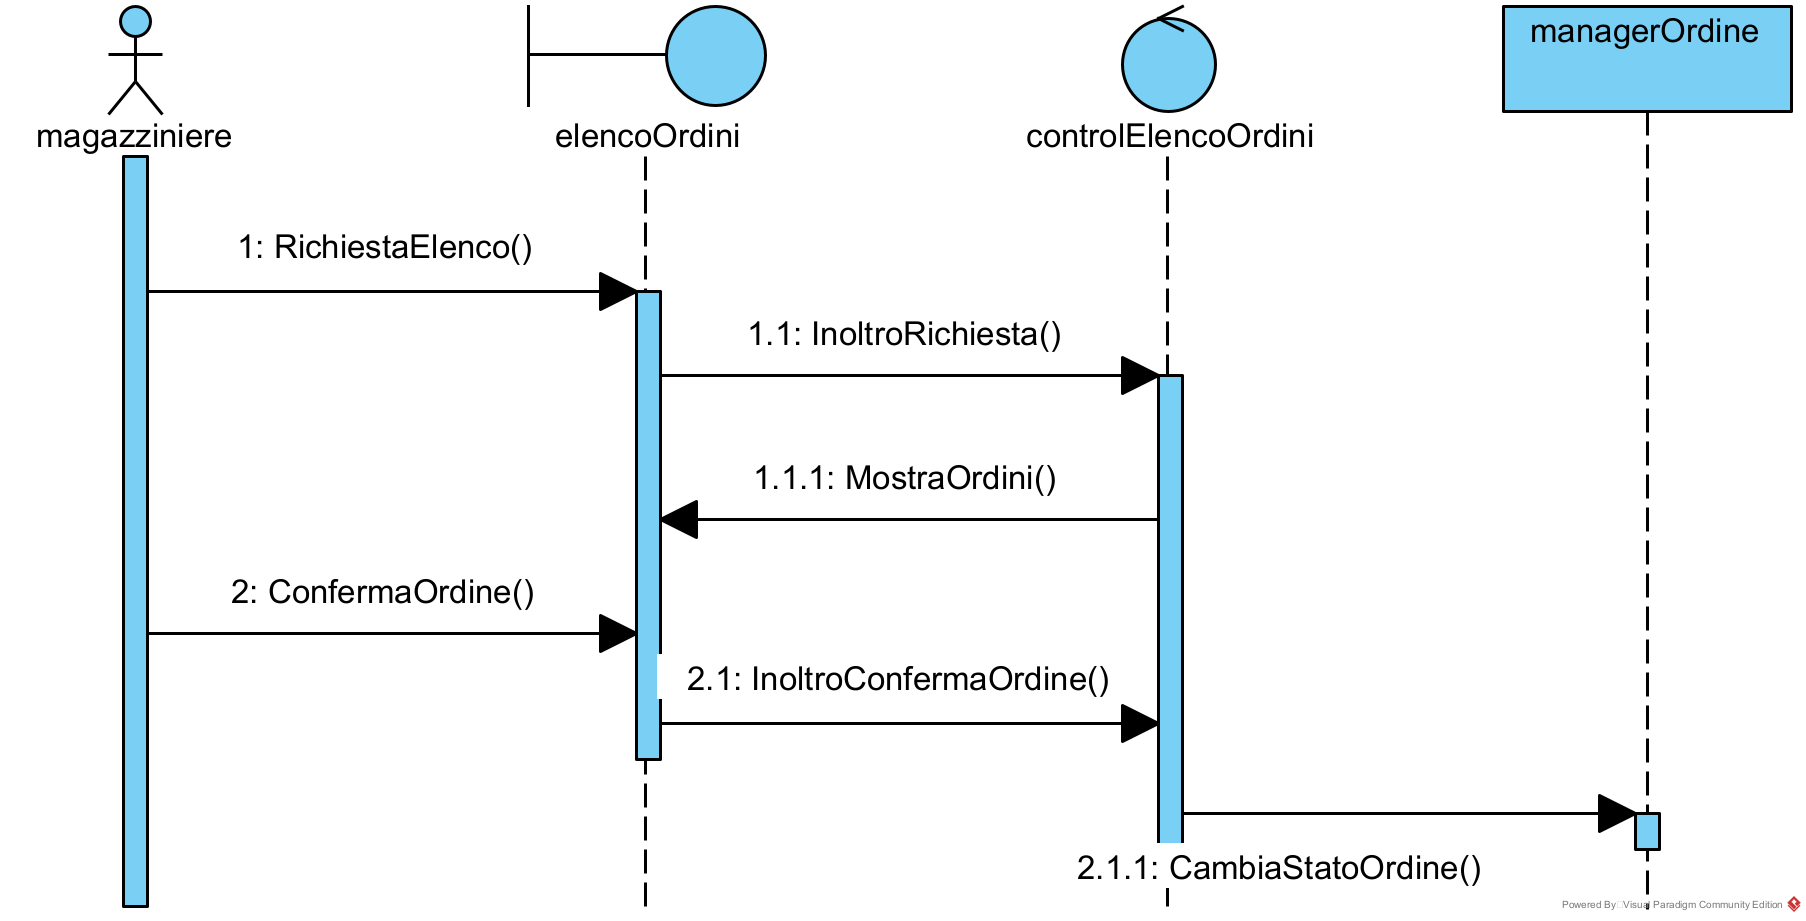 managerOrdine
magazziniere
elencoOrdini
controlElencoOrdini
1: RichiestaElenco()
1.1: InoltroRichiesta()
1.1.1: MostraOrdini()
2: ConfermaOrdine()
2.1: InoltroConfermaOrdine()
2.1.1: CambiaStatoOrdine()
Powered By Visual Paradigm Community Edition